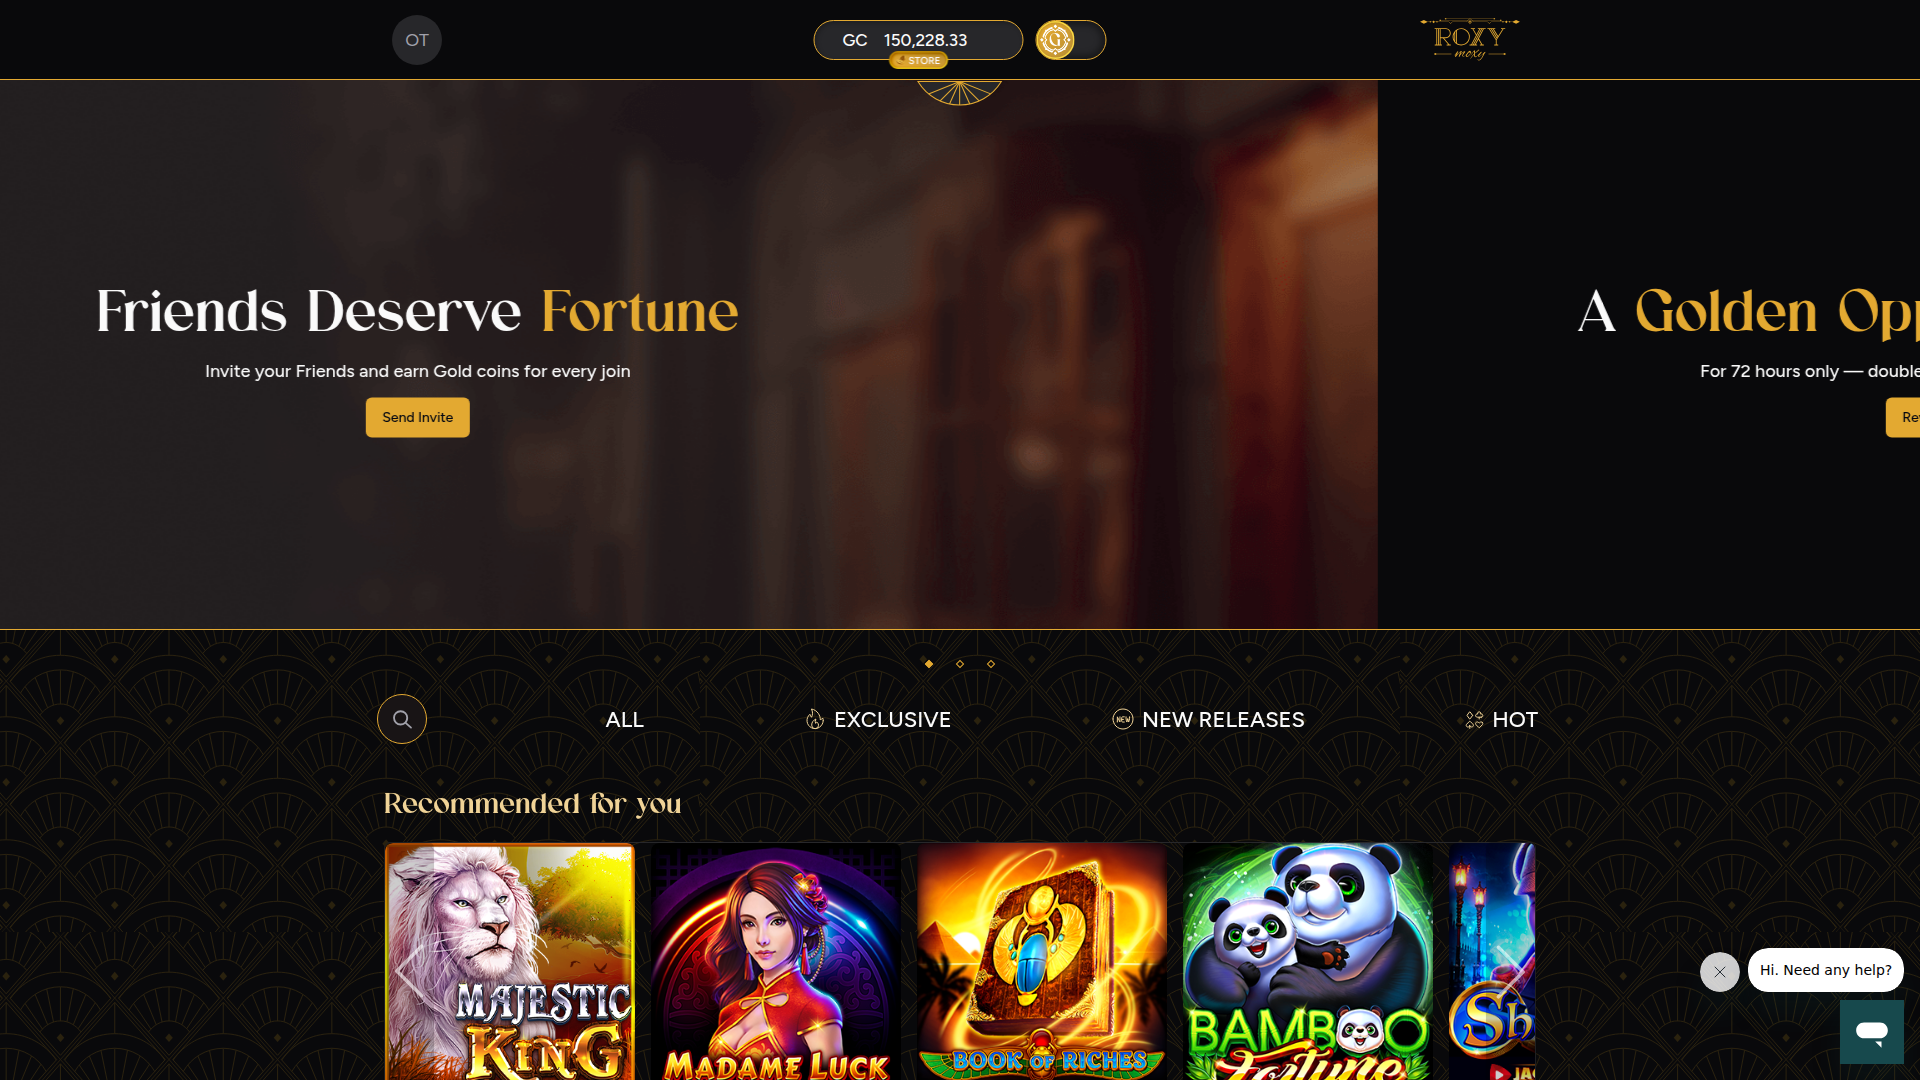 OT
GC 150,228.33
STORE
G
ROXY
moxy
Friends Deserve Fortune
Invite your Friends and earn Gold coins for every join
Send Invite
A Golden Opp
For 72 hours only — double
Re
ALL
EXCLUSIVE
NEW
NEW RELEASES
HOT
Recommended for you
MAJESTIC
KING
MADAME LUCK
BOOK OF RICHES
BAMBOO
Fortune
Sh
JAC
Hi. Need any help?